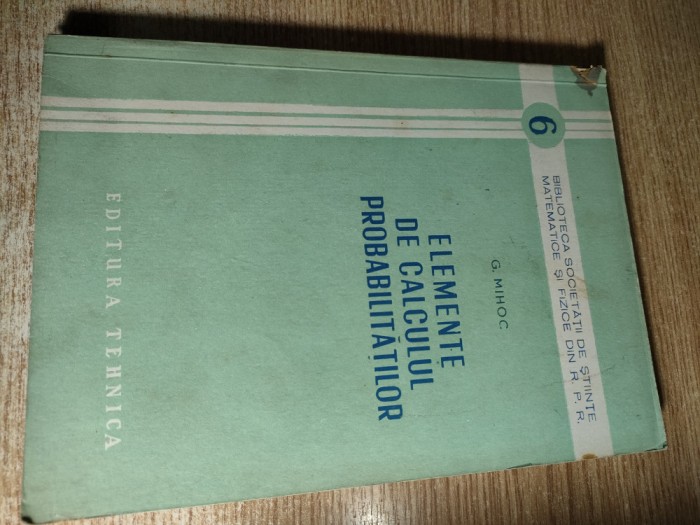 6
BIBLIOTECA SOCIETĂȚII DE ȘTIINȚE
MATEMATICE ȘI FIZICE DIN R. P. R.
G. MIHOC
ELEMENTE
DE CALCULUL
PROBABILITĂȚILOR
EDITURA TEHNICA